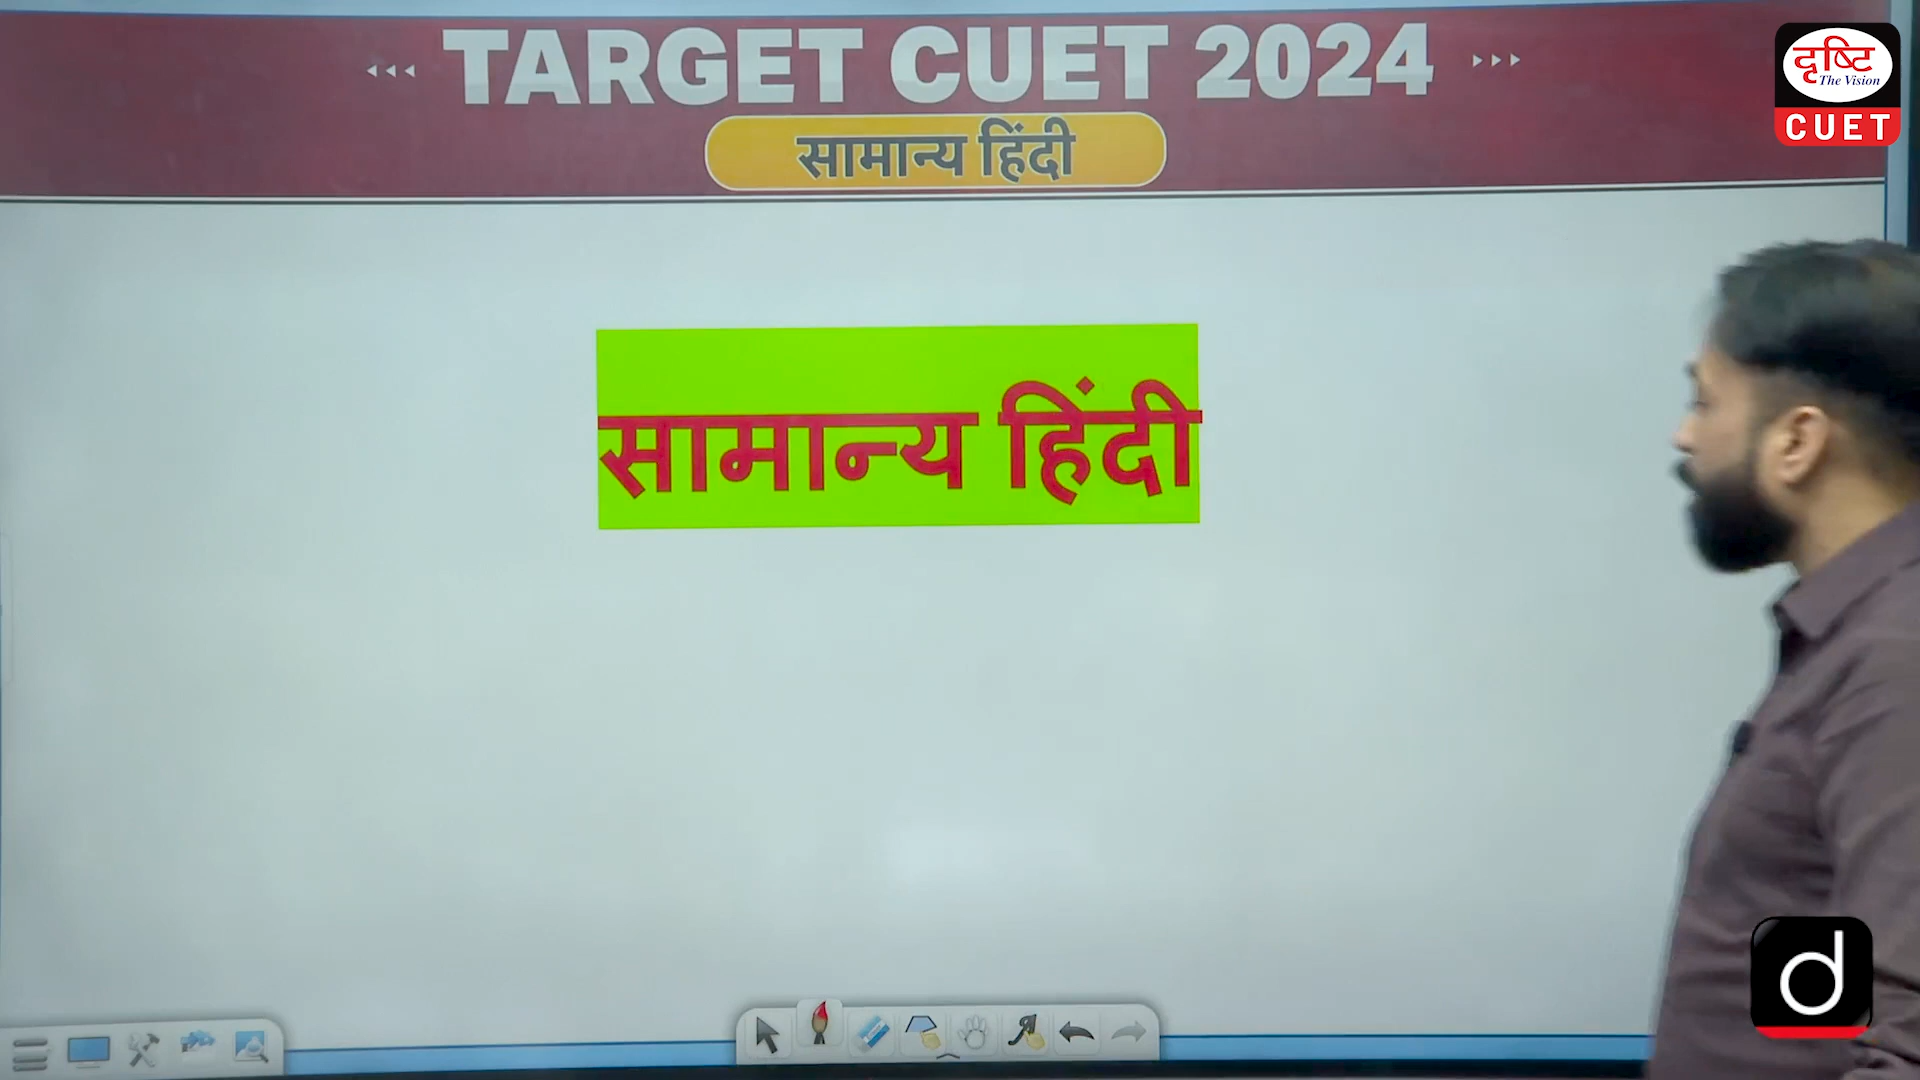 TARGET CUET 2024
सामान्य हिंदी
दृष्टि
The Vision
CUET
सामान्य हिंदी
d